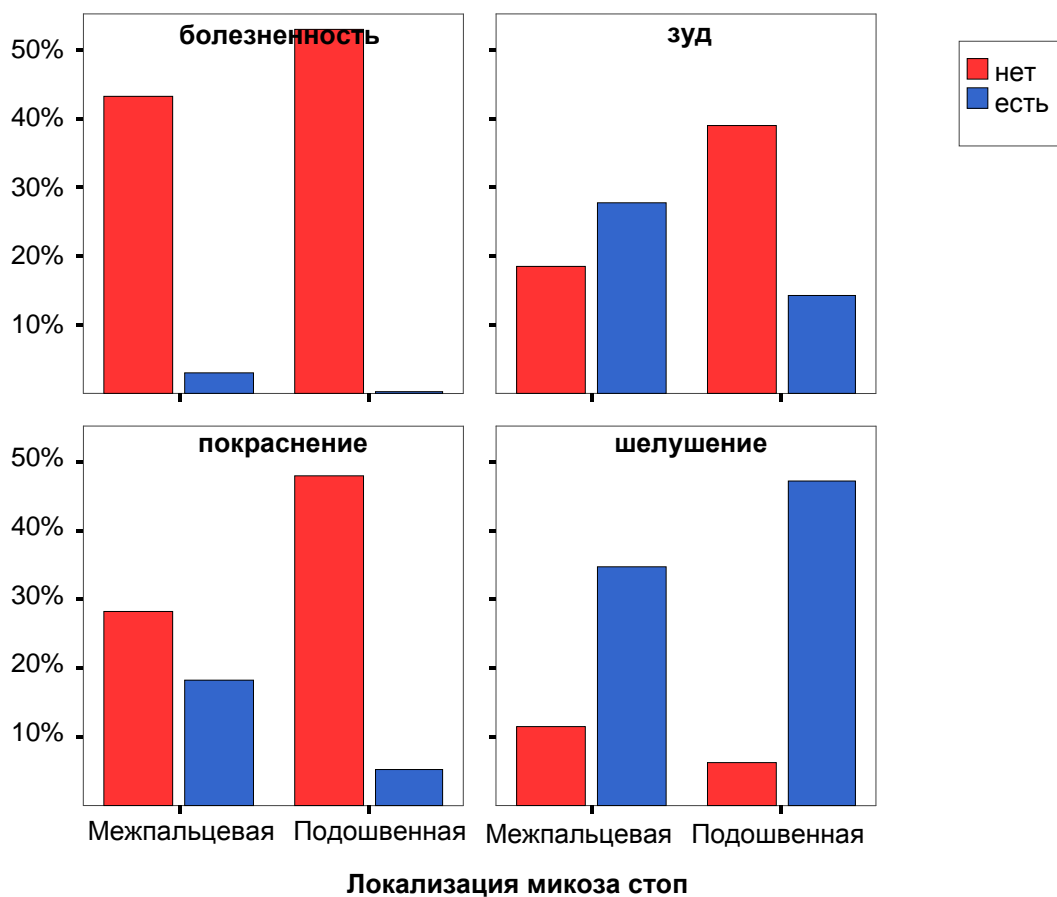 болезненность
зуд
50%
40%
30%
20%
10%
нет
есть
покраснение
шелушение
50%
40%
30%
20%
10%
Межпальцевая Подошвенная
Межпальцевая Подошвенная
Локализация микоза стоп